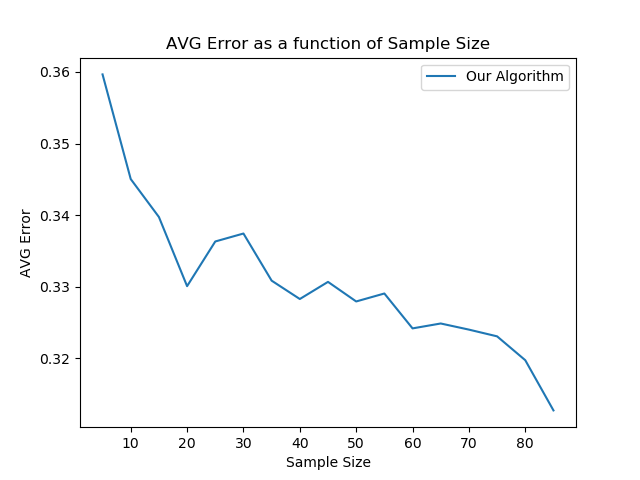 AVG Error as a function of Sample Size
Our Algorithm
0.36
0.35
0.34
0.33
0.32
AVG Error
10 20 30 40 50 60 70 80
Sample Size